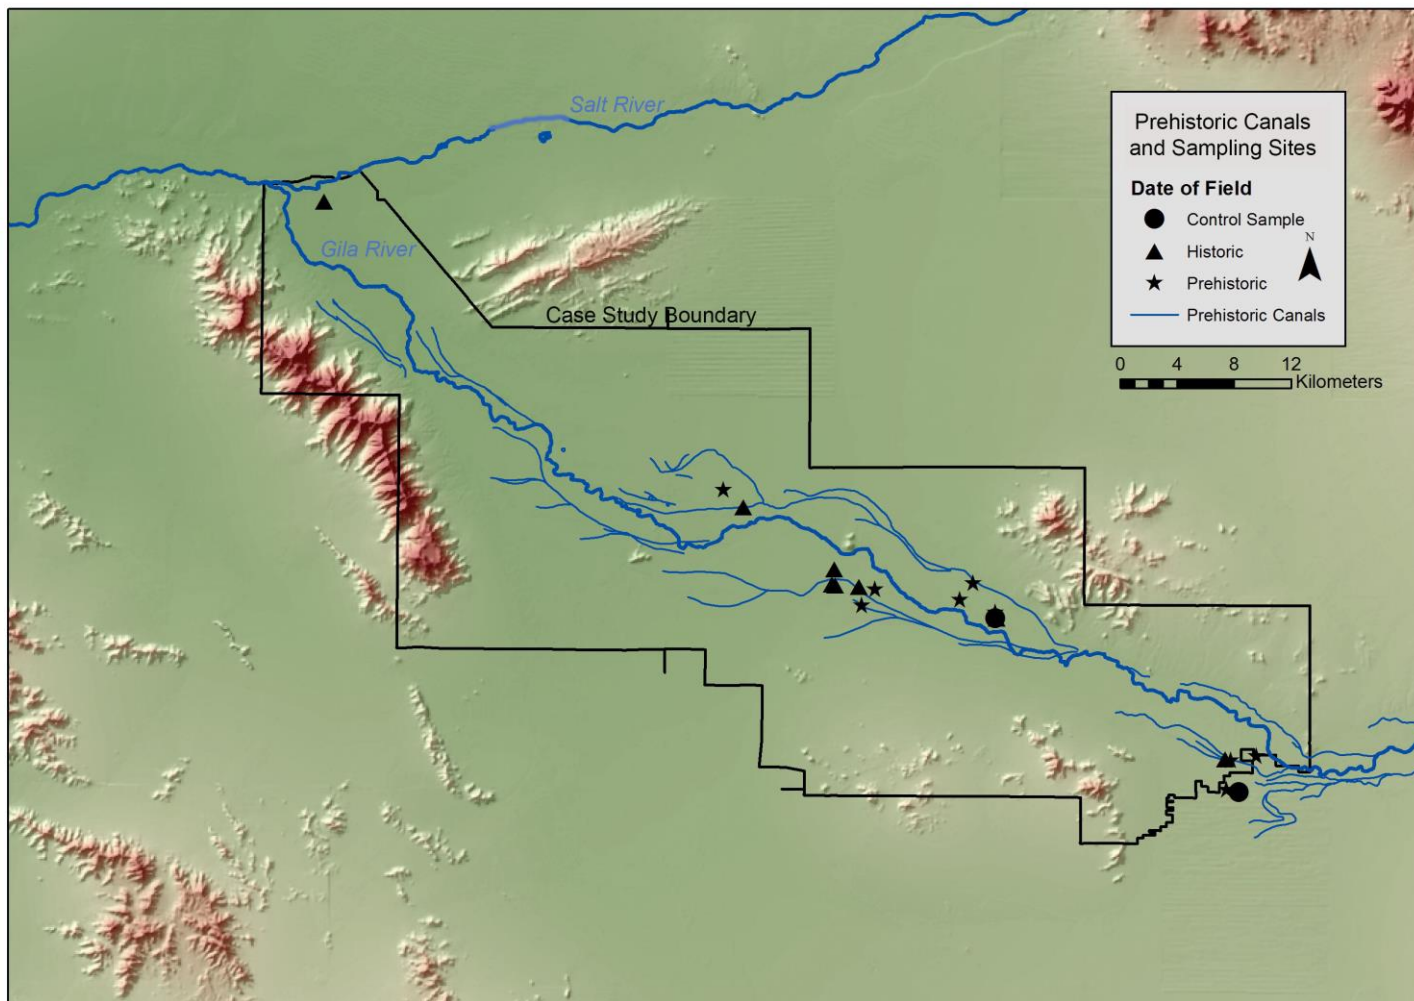 Salt River
Gila River
Case Study Boundary
Prehistoric Canals
and Sampling Sites
Date of Field
Control Sample
Historic
N
Prehistoric
Prehistoric Canals
0 4 8 12
Kilometers